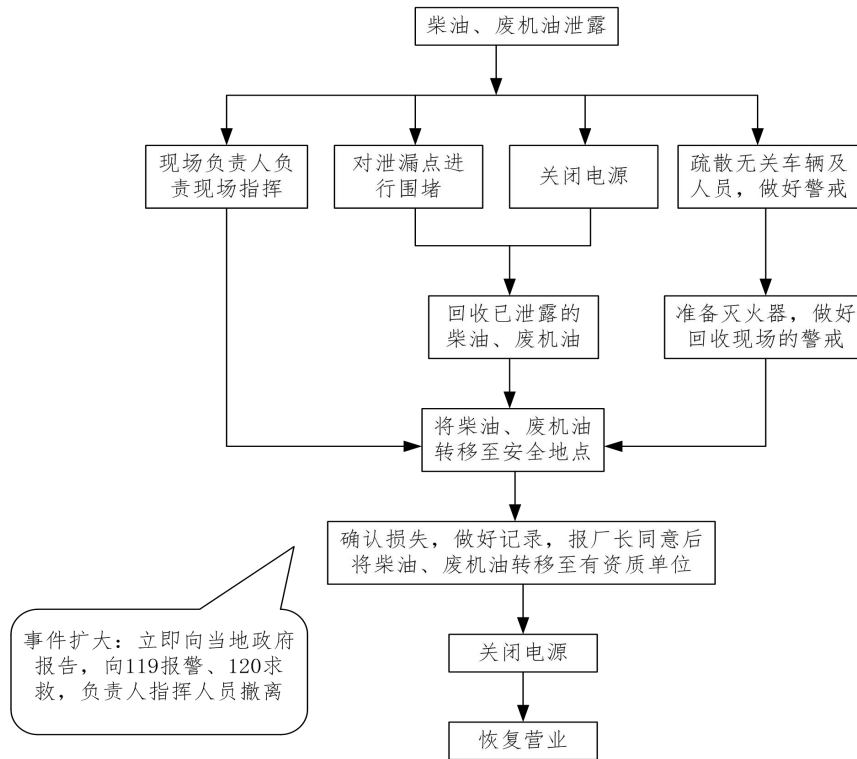 柴油、废机油泄露
现场负责人负
责现场指挥
对泄漏点进
行围堵
关闭电源
疏散无关车辆及
人员，做好警戒
回收已泄露的
柴油、废机油
准备灭火器，做好
回收现场的警戒
将柴油、废机油
转移至安全地点
确认损失，做好记录，报厂长同意后
将柴油、废机油转移至有资质单位
事件扩大：立即向当地政府
报告，向119报警、120求
救，负责人指挥人员撤离
关闭电源
恢复营业